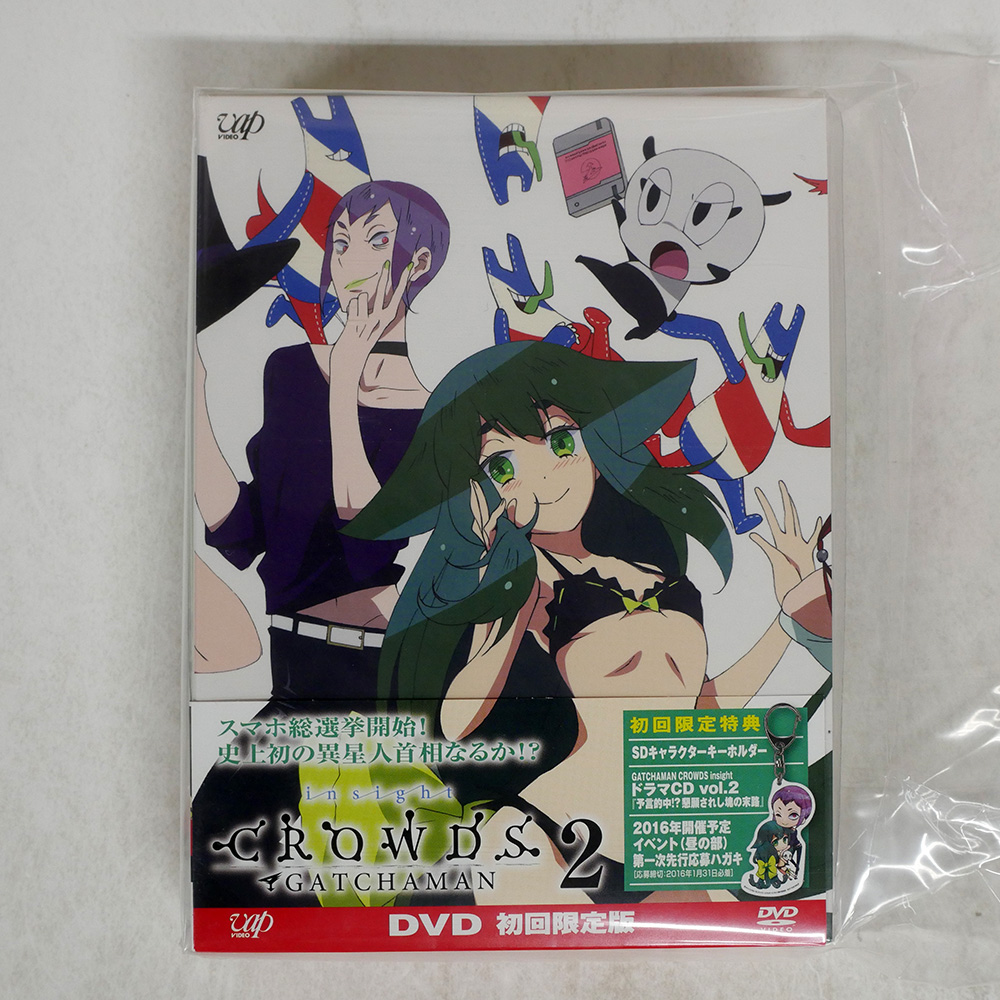 vap
VIDEO
スマホ総選挙開始!
史上初の異星人首相なるか!?
insight
CROWDS
GATCHAMAN
2
初回限定特典
SDキャラクターキーホルダー
GATCHAMAN CROWDS insight
ドラマCD vol.2
『予言的中!? 懇願されし魂の末路』
2016年開催予定
イベント(昼の部)
第一次先行応募ハガキ
[応募締切:2016年1月31日必着]
vap
VIDEO
DVD 初回限定版
DVD
VIDEO